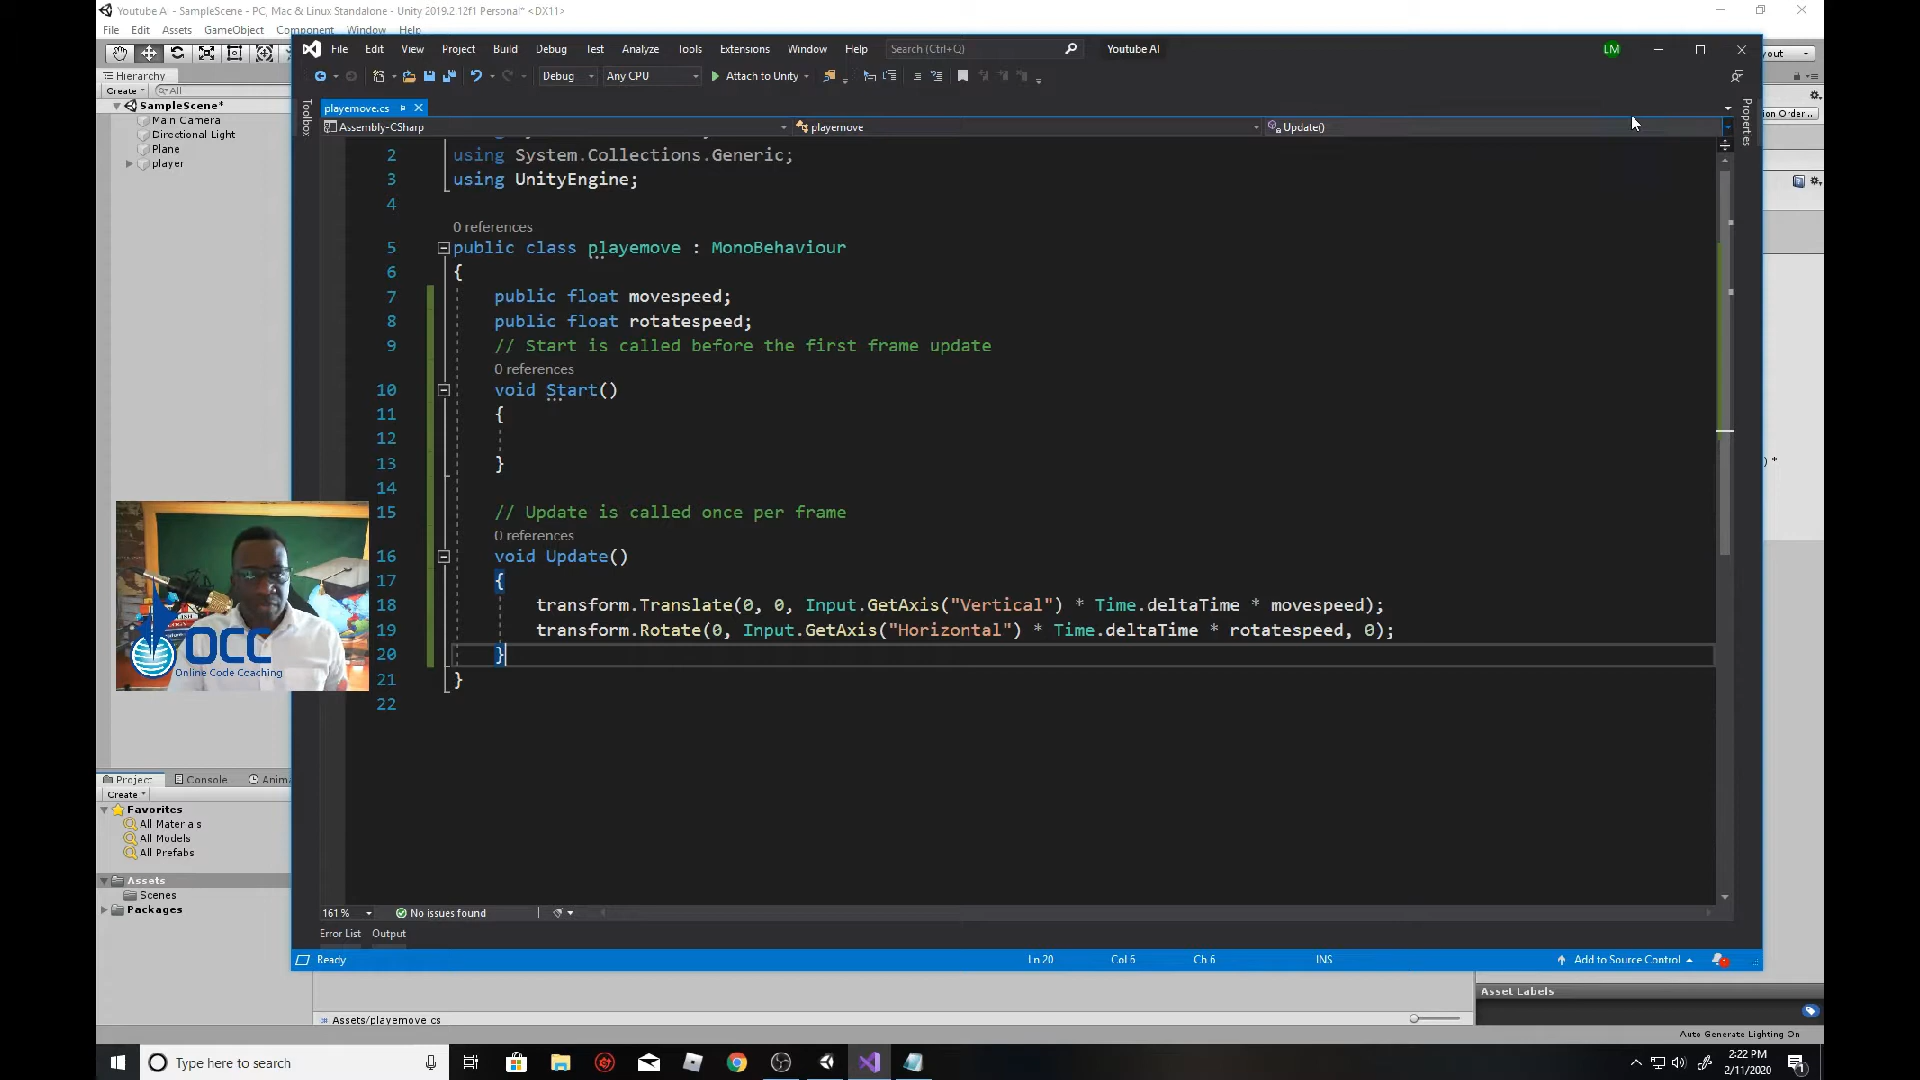 Youtube AI - SampleScene - PC, Mac & Linux Standalone - Unity 2019.2.12f1 Personal* <DX11>
File Edit Assets GameObject Component Window Help
File Edit View Project Build Debug Test Analyze Tools Extensions Window Help Search (Ctrl+Q) Youtube AI LM
Debug Any CPU Attach to Unity
Hierarchy
Create All
SampleScene*
Main Camera
Directional Light
Plane
player
Toolbox
Properties
playemove.cs
Assembly-CSharp playemove Update()
ion Order...
2 using System.Collections.Generic;
3 using UnityEngine;
4
0 references
5 public class playemove : MonoBehaviour
6 {
7 public float movespeed;
8 public float rotatespeed;
9 // Start is called before the first frame update
0 references
10 void Start()
11 {
12
13 }
14
15 // Update is called once per frame
0 references
16 void Update()
17 {
18 transform.Translate(0, 0, Input.GetAxis("Vertical") * Time.deltaTime * movespeed);
19 transform.Rotate(0, Input.GetAxis("Horizontal") * Time.deltaTime * rotatespeed, 0);
20 }
21 }
22
) *
OCC
Online Code Coaching
Project Console Anim
Create
Favorites
All Materials
All Models
All Prefabs
Assets
Scenes
Packages
161 % No issues found
Error List Output
Ready Ln 20 Col 6 Ch 6 INS Add to Source Control
Asset Labels
Assets/playemove.cs
Auto Generate Lighting On
Type here to search
2:22 PM
2/11/2020
1